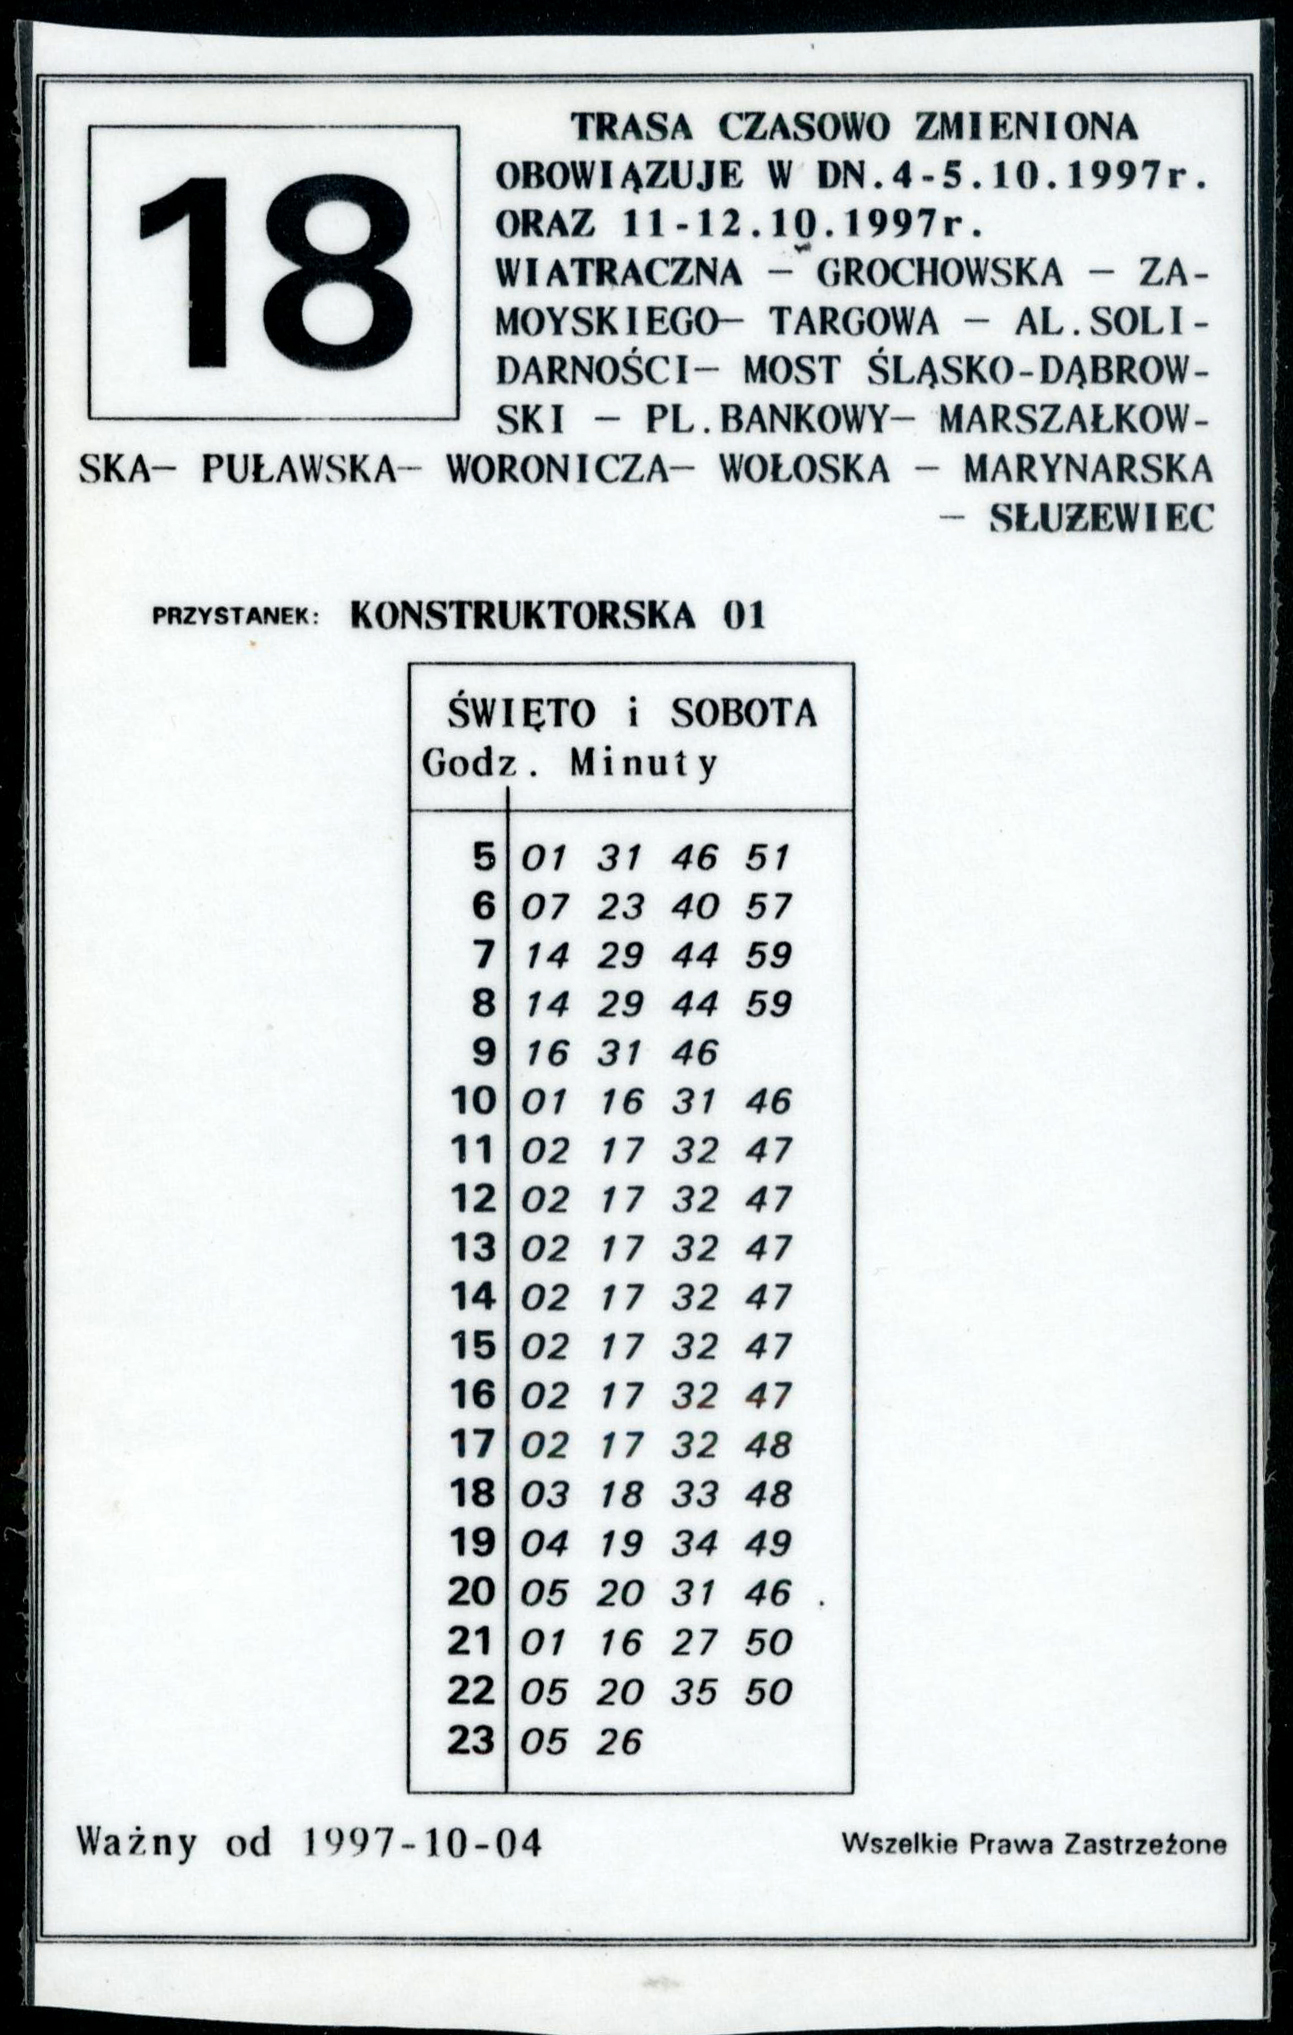 18
TRASA CZASOWO ZMIENIONA
OBOWIĄZUJE W DN.4-5.10.1997r.
ORAZ 11-12.10.1997r.
WIATRACZNA – GROCHOWSKA – ZA-
MOYSKIEGO– TARGOWA – AL.SOLI-
DARNOŚCI– MOST ŚLĄSKO-DĄBROW-
SKI – PL.BANKOWY– MARSZAŁKOW-
SKA– PUŁAWSKA– WORONICZA– WOŁOSKA – MARYNARSKA
– SŁUŻEWIEC
PRZYSTANEK: KONSTRUKTORSKA 01
ŚWIĘTO i SOBOTA
Godz. Minuty
5 01 31 46 51
6 07 23 40 57
7 14 29 44 59
8 14 29 44 59
9 16 31 46
10 01 16 31 46
11 02 17 32 47
12 02 17 32 47
13 02 17 32 47
14 02 17 32 47
15 02 17 32 47
16 02 17 32 47
17 02 17 32 48
18 03 18 33 48
19 04 19 34 49
20 05 20 31 46
21 01 16 27 50
22 05 20 35 50
23 05 26
Ważny od 1997-10-04
Wszelkie Prawa Zastrzeżone